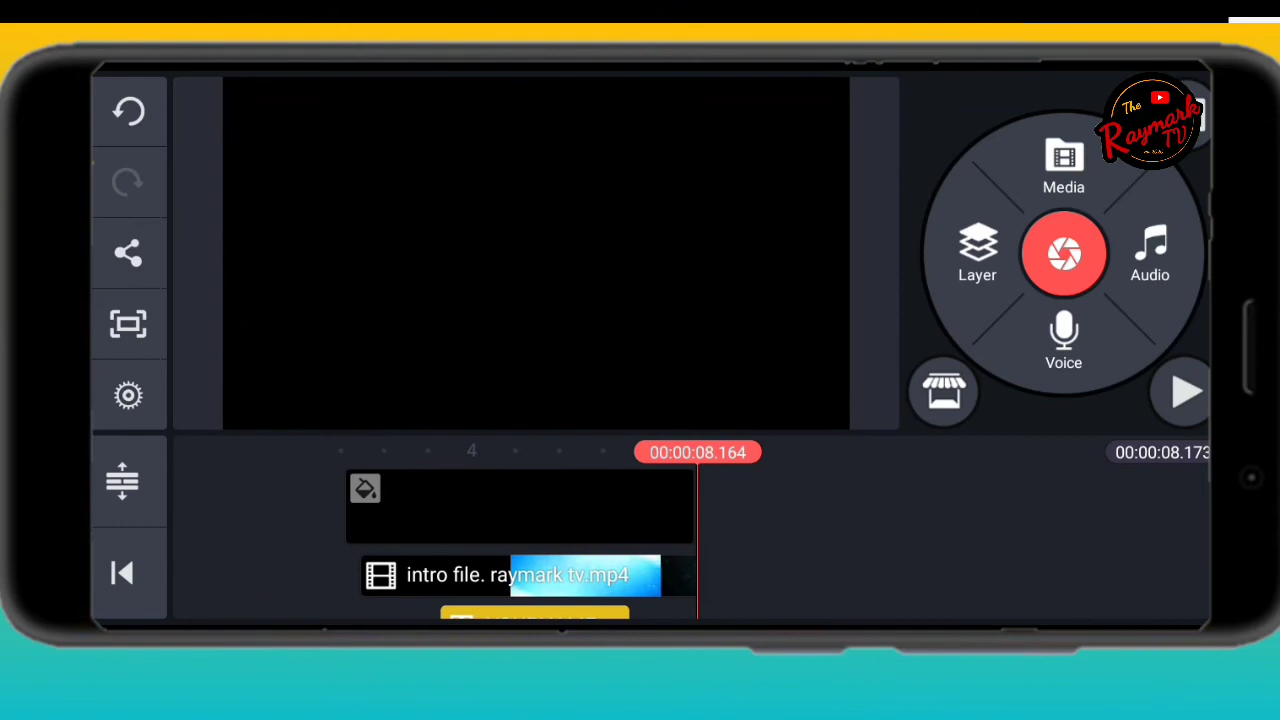 The
Raymark
TV
Media
Layer
Audio
Voice
4
00:00:08.164
00:00:08.173
intro file. raymark tv.mp4